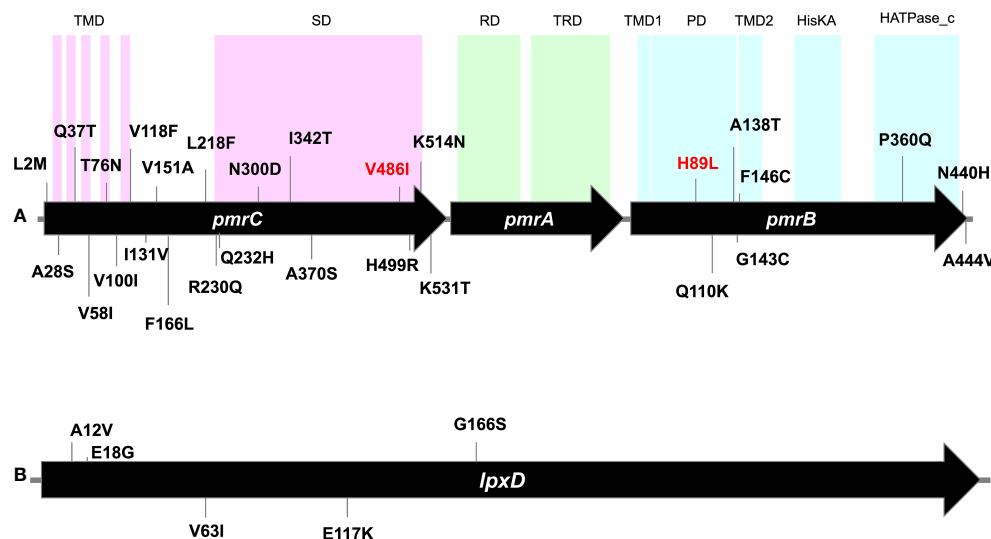 TMD SD RD TRD TMD1 PD TMD2 HisKA HATPase_c
Q37T V118F L218F I342T K514N A138T P360Q
L2M T76N V151A N300D V486I H89L F146C N440H
A pmrC pmrA pmrB
A28S V100I I131V R230Q Q232H A370S H499R K531T G143C A444V
V58I F166L Q110K
A12V G166S
E18G
B lpxD
V63I E117K